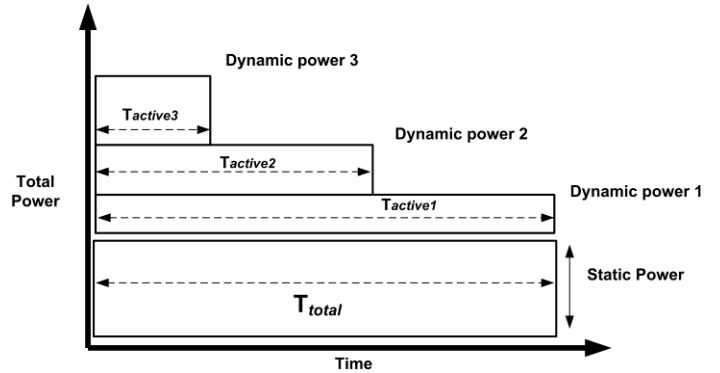 Dynamic power 3
Tactive3
Dynamic power 2
Tactive2
Total
Power
Dynamic power 1
Tactive1
Static Power
Ttotal
Time